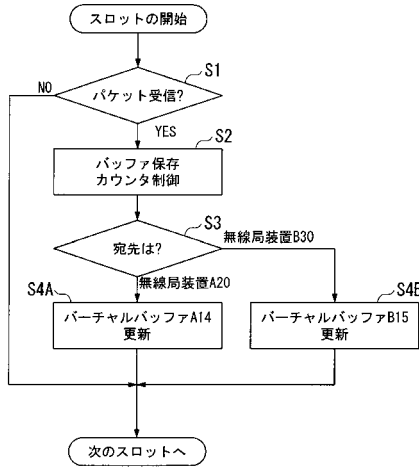 スロットの開始
S1
パケット受信?
NO
YES
S2
バッファ保存
カウンタ制御
S3
宛先は?
無線局装置B30
無線局装置A20
S4A
バーチャルバッファA14
更新
S4B
バーチャルバッファB15
更新
次のスロットへ